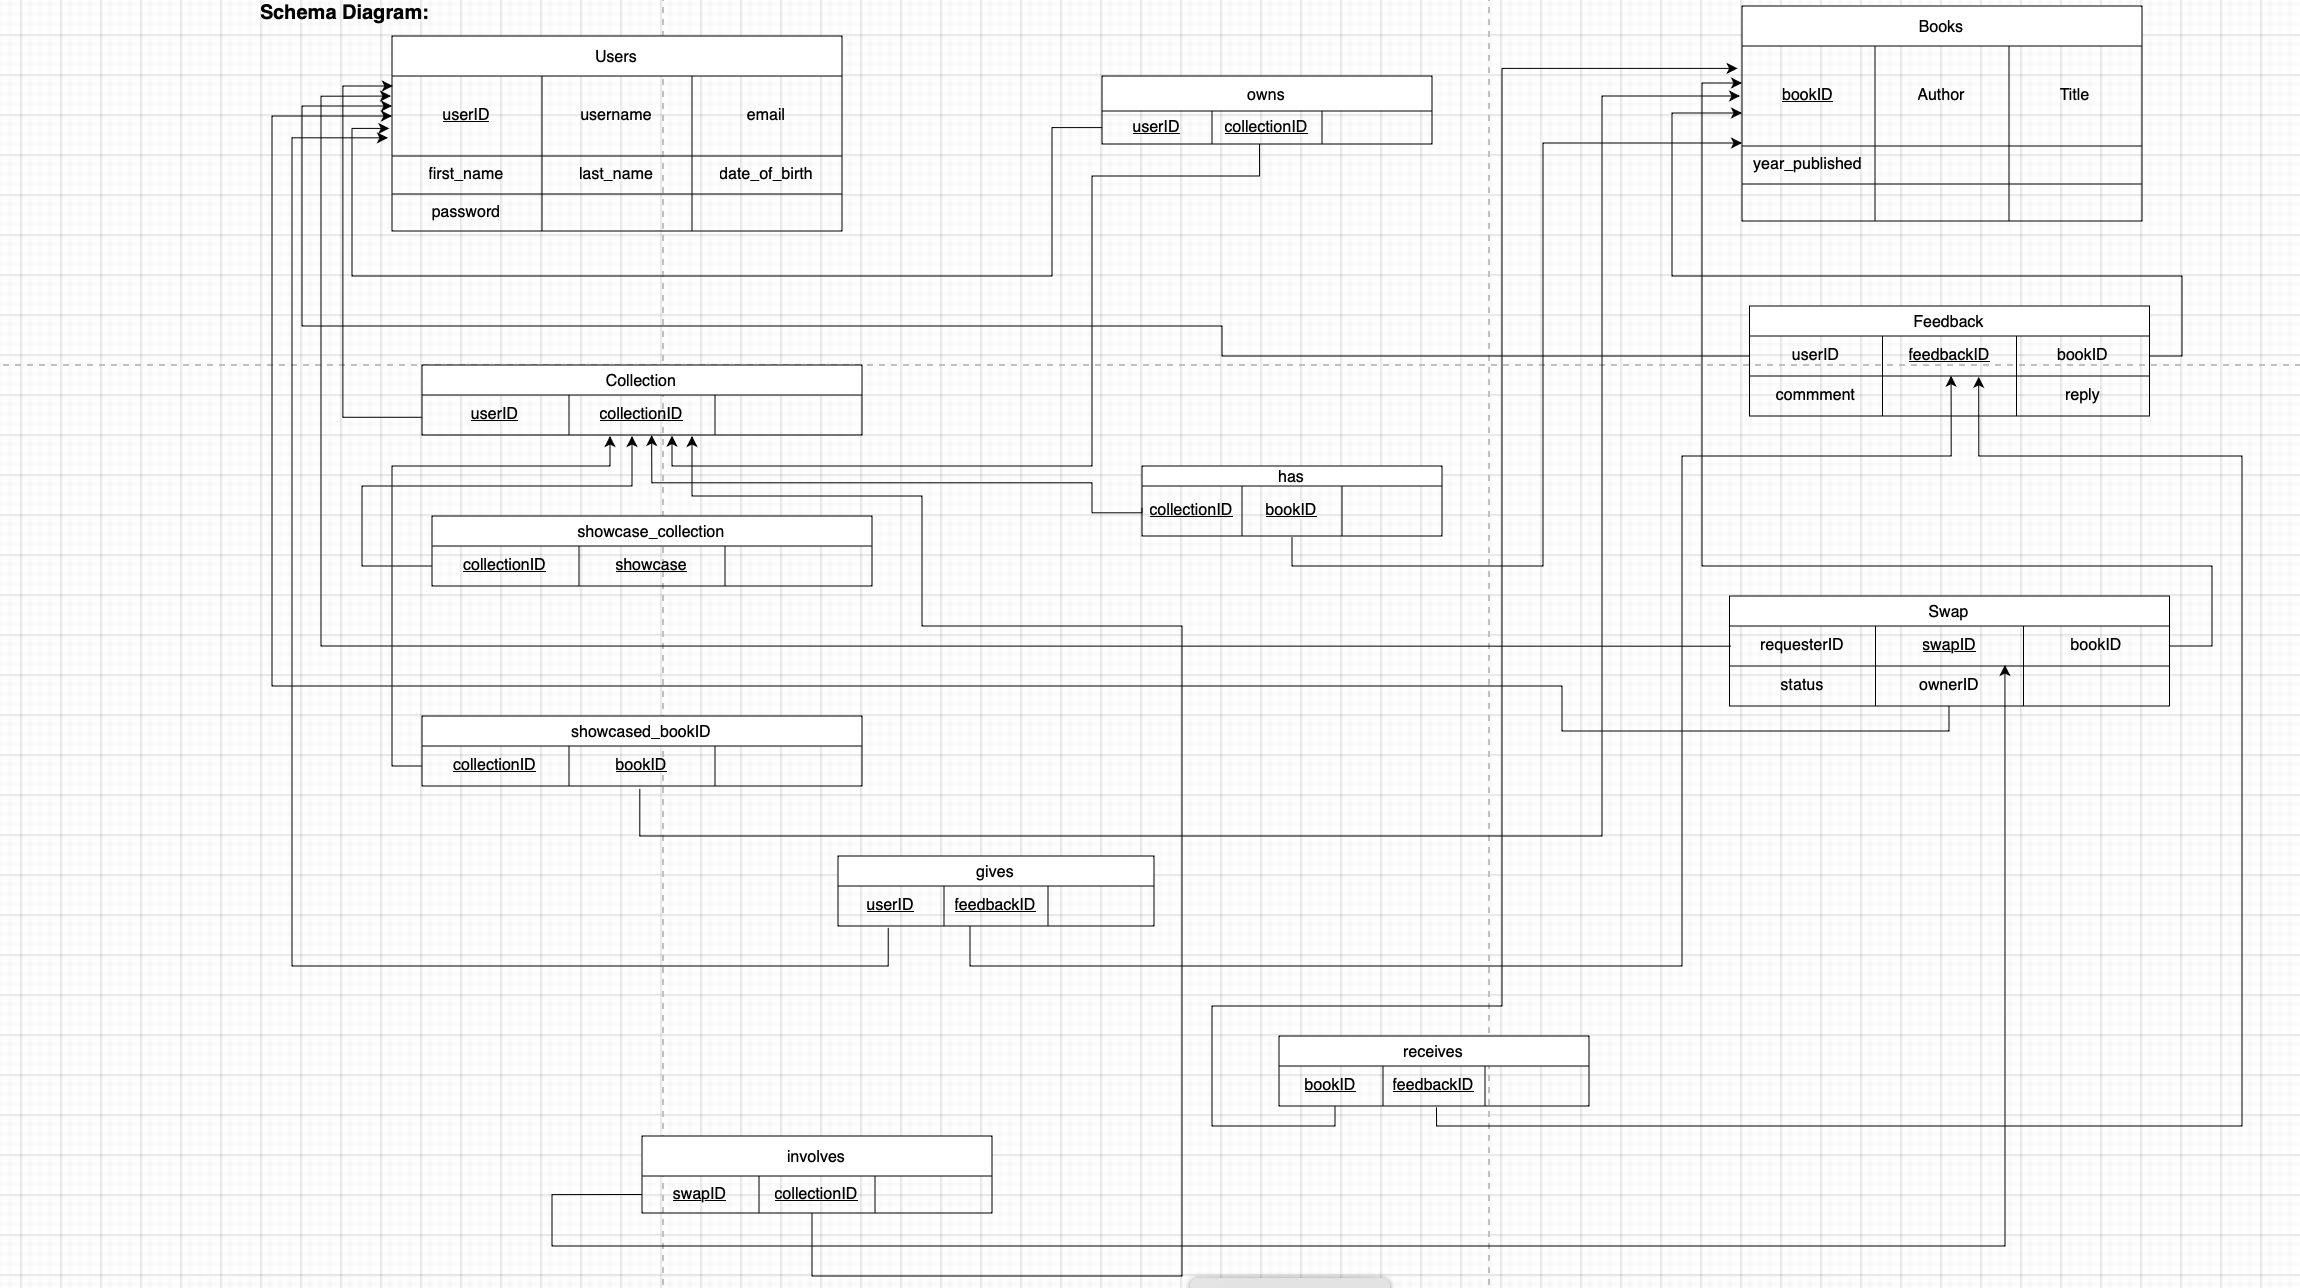 Schema Diagram:
Users
userID username email
first_name last_name date_of_birth
password
owns
userID collectionID
Books
bookID Author Title
year_published
Feedback
userID feedbackID bookID
commment reply
Collection
userID collectionID
has
collectionID bookID
showcase_collection
collectionID showcase
Swap
requesterID swapID bookID
status ownerID
showcased_bookID
collectionID bookID
gives
userID feedbackID
receives
bookID feedbackID
involves
swapID collectionID